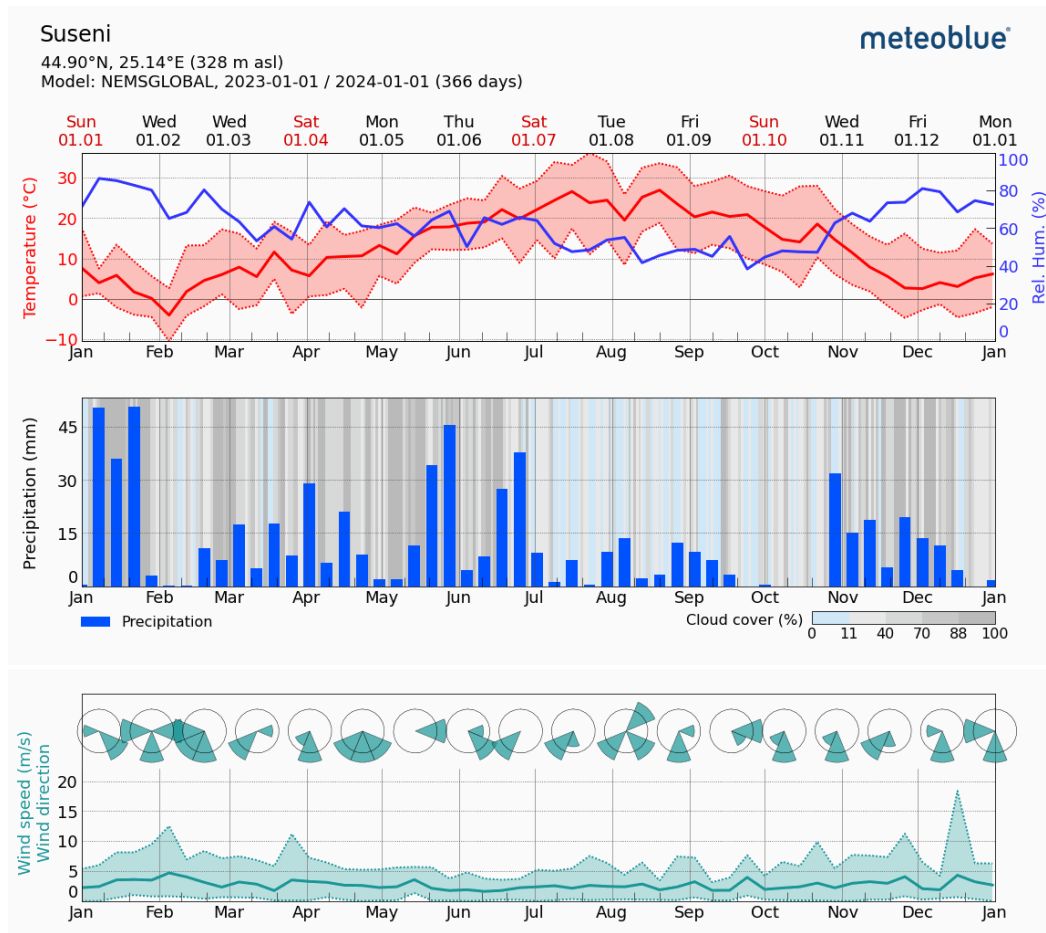 Suseni
meteoblue®
44.90°N, 25.14°E (328 m asl)
Model: NEMSGLOBAL, 2023-01-01 / 2024-01-01 (366 days)
Sun Wed Wed Sat Mon Thu Sat Tue Fri Sun Wed Fri Mon
01.01 01.02 01.03 01.04 01.05 01.06 01.07 01.08 01.09 01.10 01.11 01.12 01.01
Temperature (°C)
30
20
10
0
−10
100
80
60
40
20
0
Rel. Hum. (%)
Jan Feb Mar Apr May Jun Jul Aug Sep Oct Nov Dec Jan
Precipitation (mm)
45
30
15
0
Jan Feb Mar Apr May Jun Jul Aug Sep Oct Nov Dec Jan
Precipitation
Cloud cover (%)
0 11 40 70 88 100
Wind speed (m/s)
Wind direction
20
15
10
5
0
Jan Feb Mar Apr May Jun Jul Aug Sep Oct Nov Dec Jan